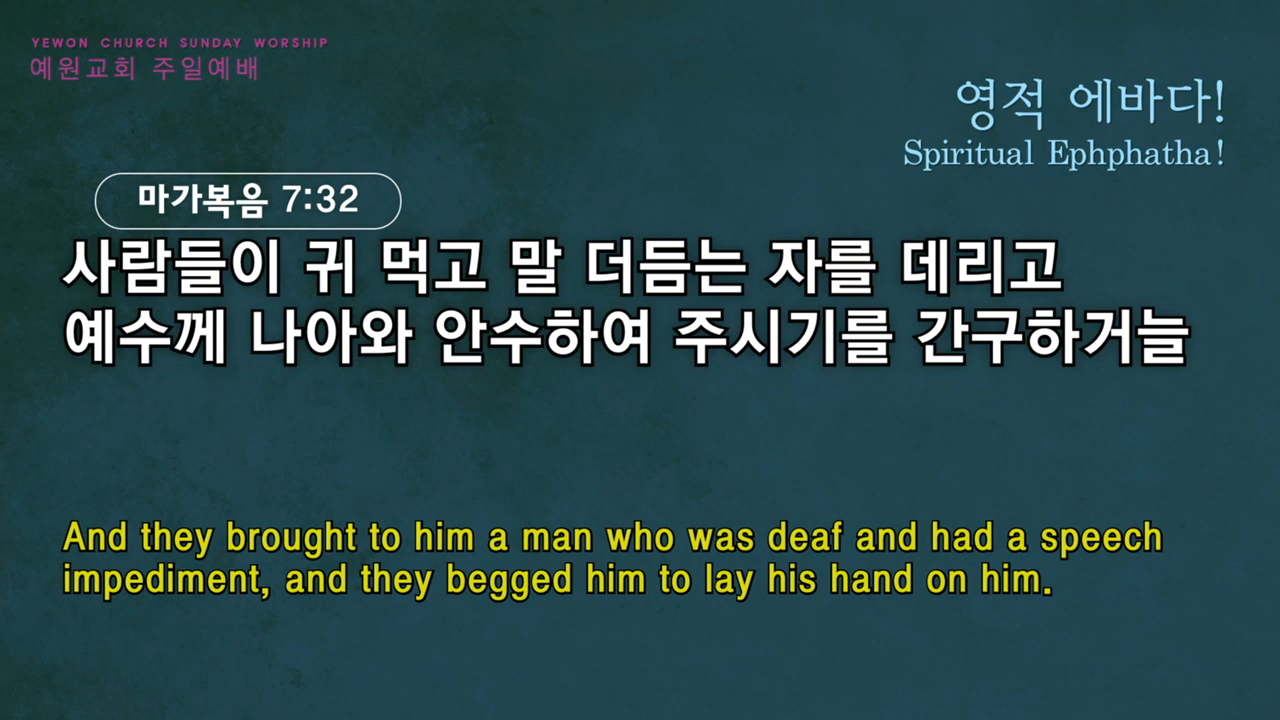 YEWON CHURCH SUNDAY WORSHIP
예원교회 주일예배
영적 에바다!
Spiritual Ephphatha!
마가복음 7:32
사람들이 귀 먹고 말 더듬는 자를 데리고
예수께 나아와 안수하여 주시기를 간구하거늘
And they brought to him a man who was deaf and had a speech
impediment, and they begged him to lay his hand on him.